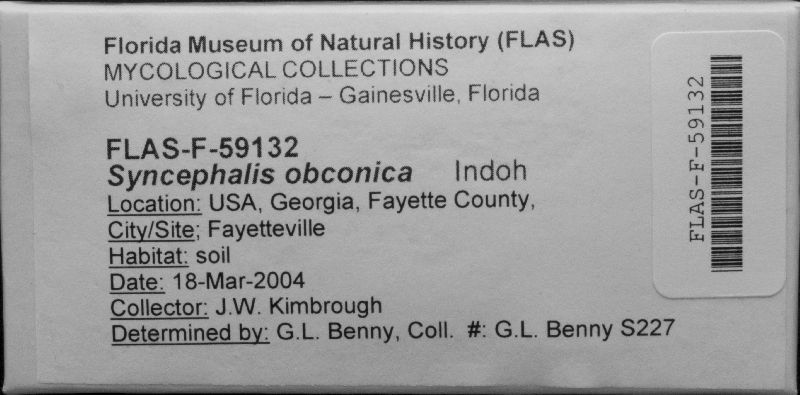 Florida Museum of Natural History (FLAS)
MYCOLOGICAL COLLECTIONS
University of Florida – Gainesville, Florida
FLAS-F-59132
Syncephalis obconica Indoh
Location: USA, Georgia, Fayette County,
City/Site; Fayetteville
Habitat: soil
Date: 18-Mar-2004
Collector: J.W. Kimbrough
Determined by: G.L. Benny, Coll. #: G.L. Benny S227
FLAS-F-59132